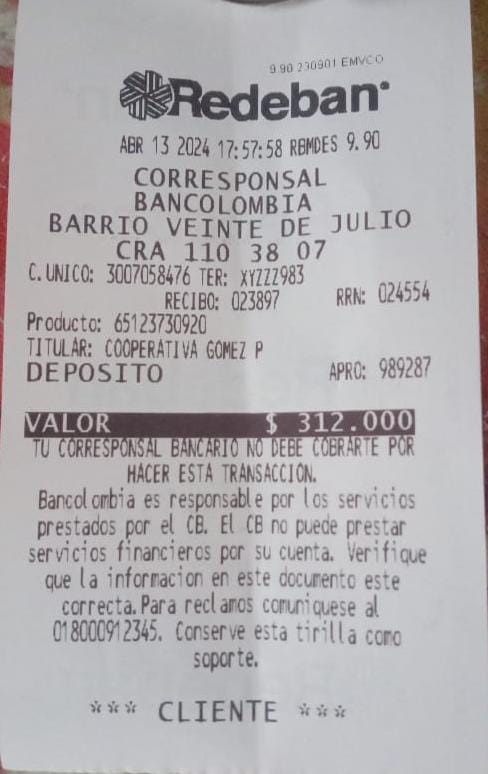 9.90 230901 EMVCO
Redeban
ABR 13 2024 17:57:58 RBMDES 9.90
CORRESPONSAL
BANCOLOMBIA
BARRIO VEINTE DE JULIO
CRA 110 38 07
C.UNICO: 3007058476 TER: XYZZZ983
RECIBO: 023897 RRN: 024554
Producto: 65123730920
TITULAR: COOPERATIVA GOMEZ P
DEPOSITO APRO: 989287
VALOR $ 312.000
TU CORRESPONSAL BANCARIO NO DEBE COBRARTE POR
HACER ESTA TRANSACCION.
Bancolombia es responsable por los servicios
prestados por el CB. El CB no puede prestar
servicios financieros por su cuenta. Verifique
que la informacion en este documento este
correcta.Para reclamos comuniquese al
018000912345. Conserve esta tirilla como
soporte.
*** CLIENTE ***